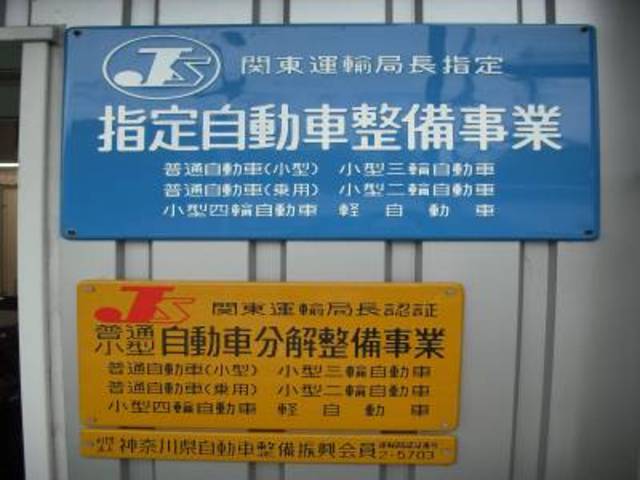 JS 関東運輸局長指定
指定自動車整備事業
普通自動車(小型) 小型三輪自動車
普通自動車(乗用) 小型二輪自動車
小型四輪自動車 軽自動車
JS 関東運輸局長認証
普通小型 自動車分解整備事業
普通自動車(小型) 小型三輪自動車
普通自動車(乗用) 小型二輪自動車
小型四輪自動車 軽自動車
神奈川県自動車整備振興会員 2-5703